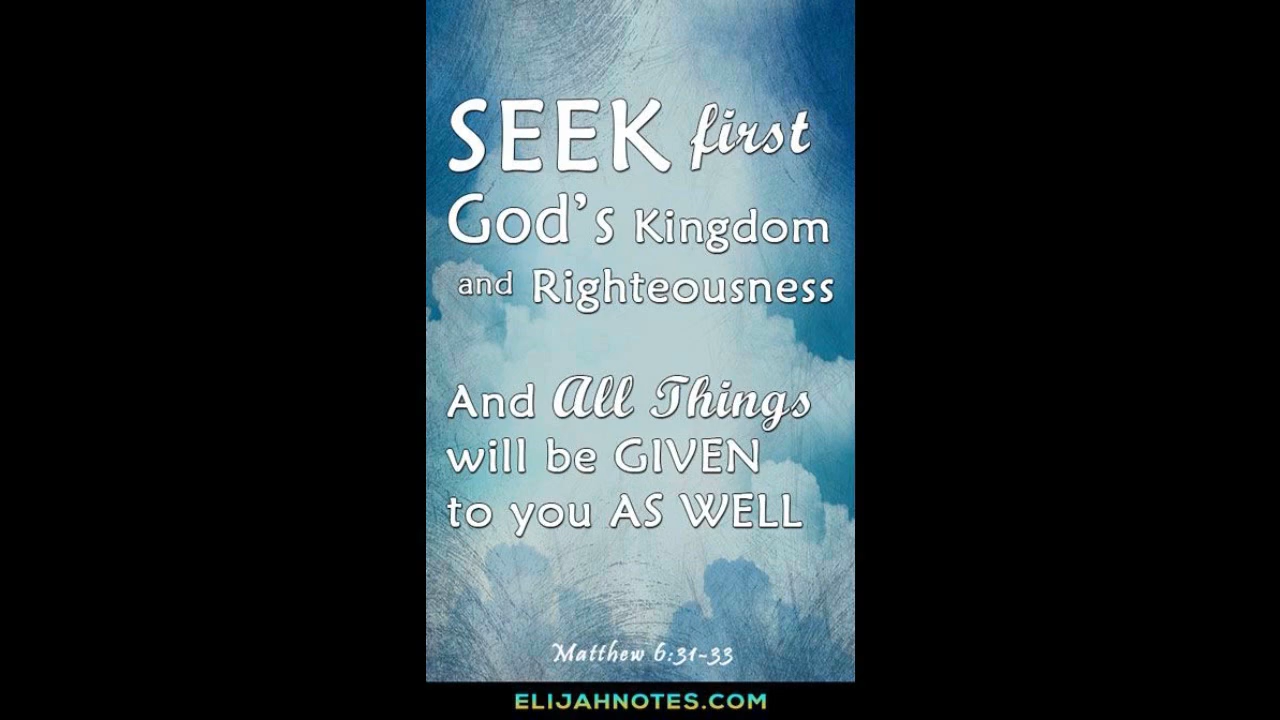 SEEK first
God's Kingdom
and Righteousness
And All Things
will be GIVEN
to you AS WELL
Matthew 6:31-33
ELIJAHNOTES.COM